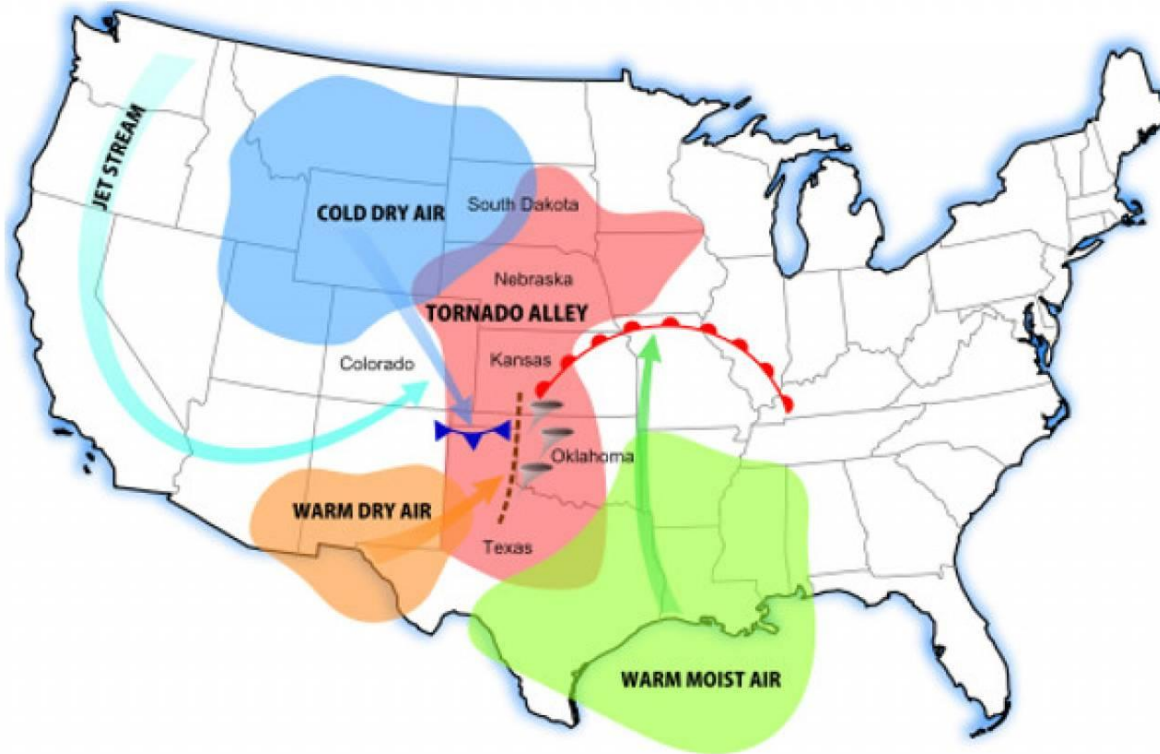 JET STREAM
COLD DRY AIR
South Dakota
Nebraska
TORNADO ALLEY
Colorado
Kansas
Oklahoma
WARM DRY AIR
Texas
WARM MOIST AIR